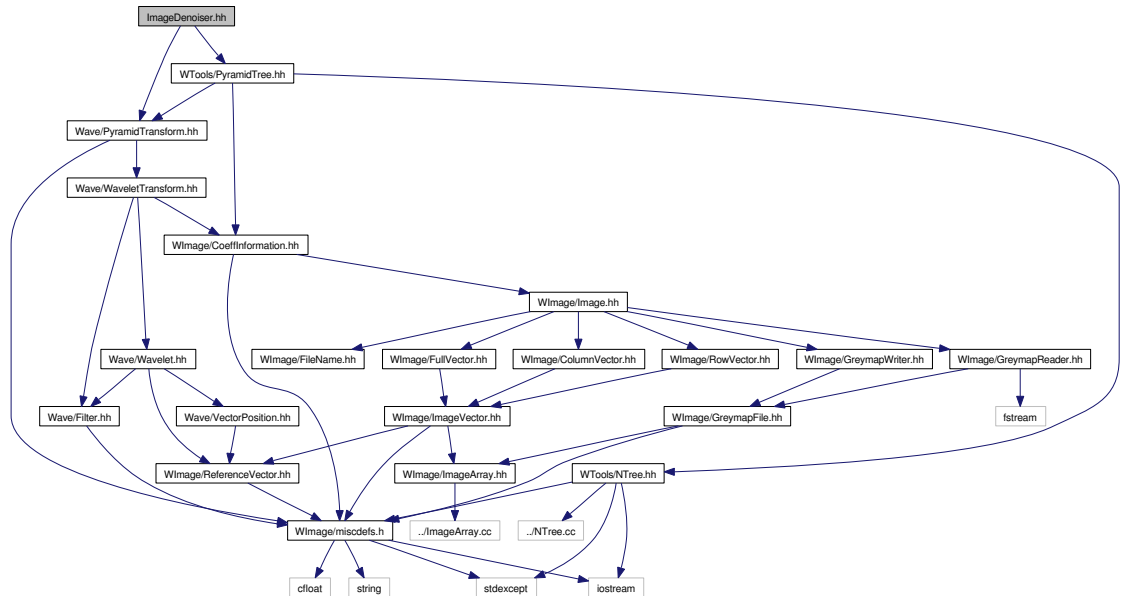 ImageDenoiser.hh
WTools/PyramidTree.hh
Wave/PyramidTransform.hh
Wave/WaveletTransform.hh
WImage/CoeffInformation.hh
WImage/Image.hh
Wave/Wavelet.hh
WImage/FileName.hh
WImage/FullVector.hh
WImage/ColumnVector.hh
WImage/RowVector.hh
WImage/GreymapWriter.hh
WImage/GreymapReader.hh
Wave/Filter.hh
Wave/VectorPosition.hh
WImage/ImageVector.hh
WImage/GreymapFile.hh
fstream
WImage/ReferenceVector.hh
WImage/ImageArray.hh
WTools/NTree.hh
WImage/miscdefs.h
../ImageArray.cc
../NTree.cc
cfloat
string
stdexcept
iostream